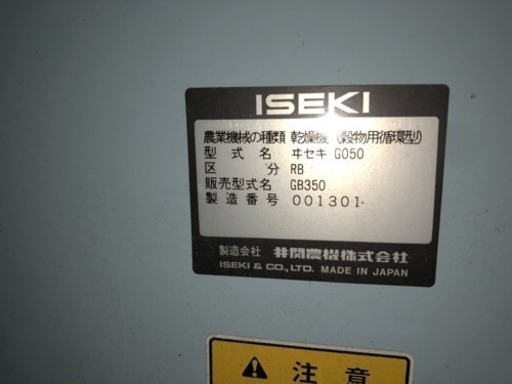 ISEKI
農業機械の種類 乾燥機(穀物用循環型)
型式名 ヰセキ GO50
区分 RB
販売型式名 GB350
製造番号 001301
製造会社 井関農機株式会社
ISEKI & CO., LTD. MADE IN JAPAN
注意